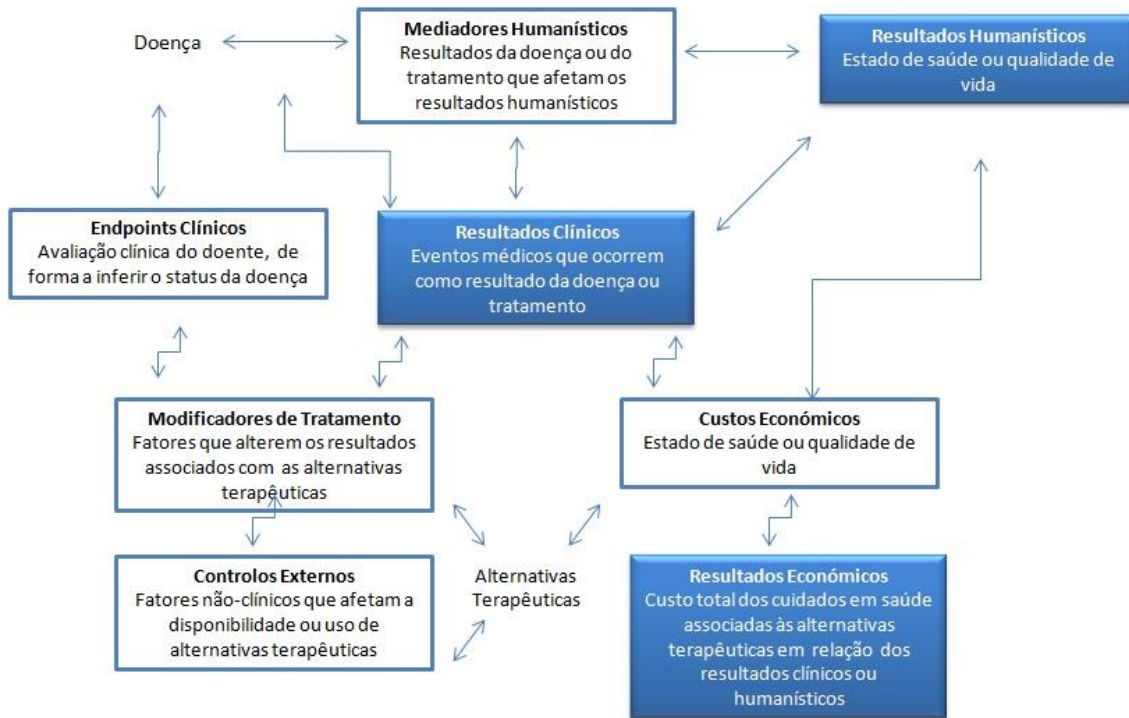 Doença
Mediadores Humanísticos
Resultados da doença ou do
tratamento que afetam os
resultados humanísticos
Resultados Humanísticos
Estado de saúde ou qualidade de
vida
Endpoints Clínicos
Avaliação clínica do doente, de
forma a inferir o status da doença
Resultados Clínicos
Eventos médicos que ocorrem
como resultado da doença ou
tratamento
Modificadores de Tratamento
Fatores que alterem os resultados
associados com as alternativas
terapêuticas
Custos Económicos
Estado de saúde ou qualidade de
vida
Controlos Externos
Fatores não-clínicos que afetam a
disponibilidade ou uso de
alternativas terapêuticas
Alternativas
Terapêuticas
Resultados Económicos
Custo total dos cuidados em saúde
associadas às alternativas
terapêuticas em relação dos
resultados clínicos ou
humanísticos